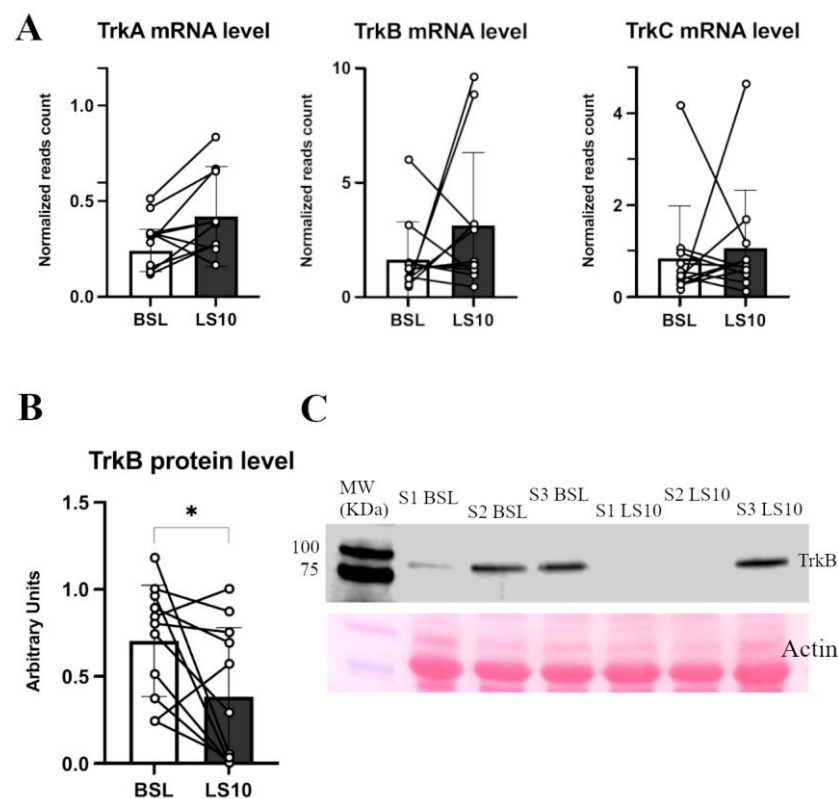 A
TrkA mRNA level
TrkB mRNA level
TrkC mRNA level
Normalized reads count
1.0
0.5
0.0
BSL
LS10
Normalized reads count
10
5
0
BSL
LS10
Normalized reads count
4
2
0
BSL
LS10
B
TrkB protein level
Arbitrary Units
1.5
1.0
0.5
0.0
*
BSL
LS10
C
MW
(KDa)
S1 BSL
S2 BSL
S3 BSL
S1 LS10
S2 LS10
S3 LS10
100
75
TrkB
Actin